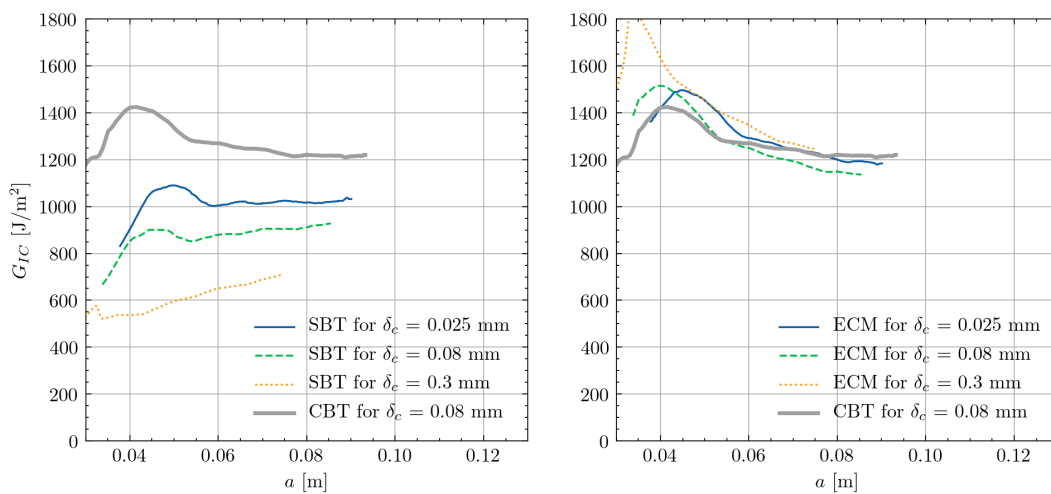 1800
1600
1400
1200
1000
800
600
400
200
0
G_{IC} [J/m²]
0.04 0.06 0.08 0.10 0.12
a [m]
SBT for δ_c = 0.025 mm
SBT for δ_c = 0.08 mm
SBT for δ_c = 0.3 mm
CBT for δ_c = 0.08 mm
1800
1600
1400
1200
1000
800
600
400
200
0
0.04 0.06 0.08 0.10 0.12
a [m]
ECM for δ_c = 0.025 mm
ECM for δ_c = 0.08 mm
ECM for δ_c = 0.3 mm
CBT for δ_c = 0.08 mm